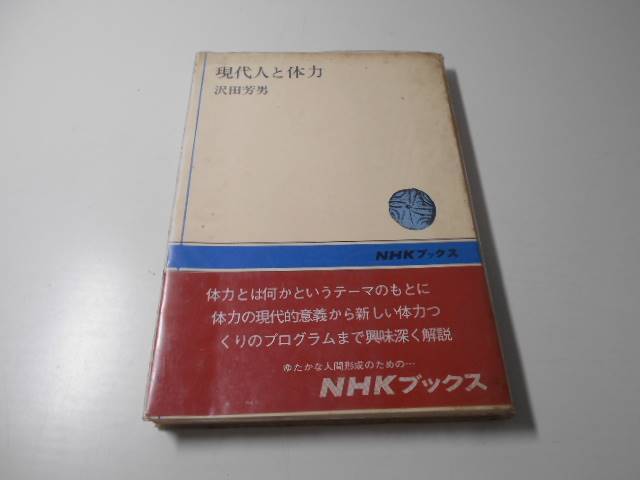 現代人と体力
沢田芳男
NHKブックス
体力とは何かというテーマのもとに
体力の現代的意義から新しい体力つ
くりのプログラムまで興味深く解説
ゆたかな人間形成のための…
NHKブックス